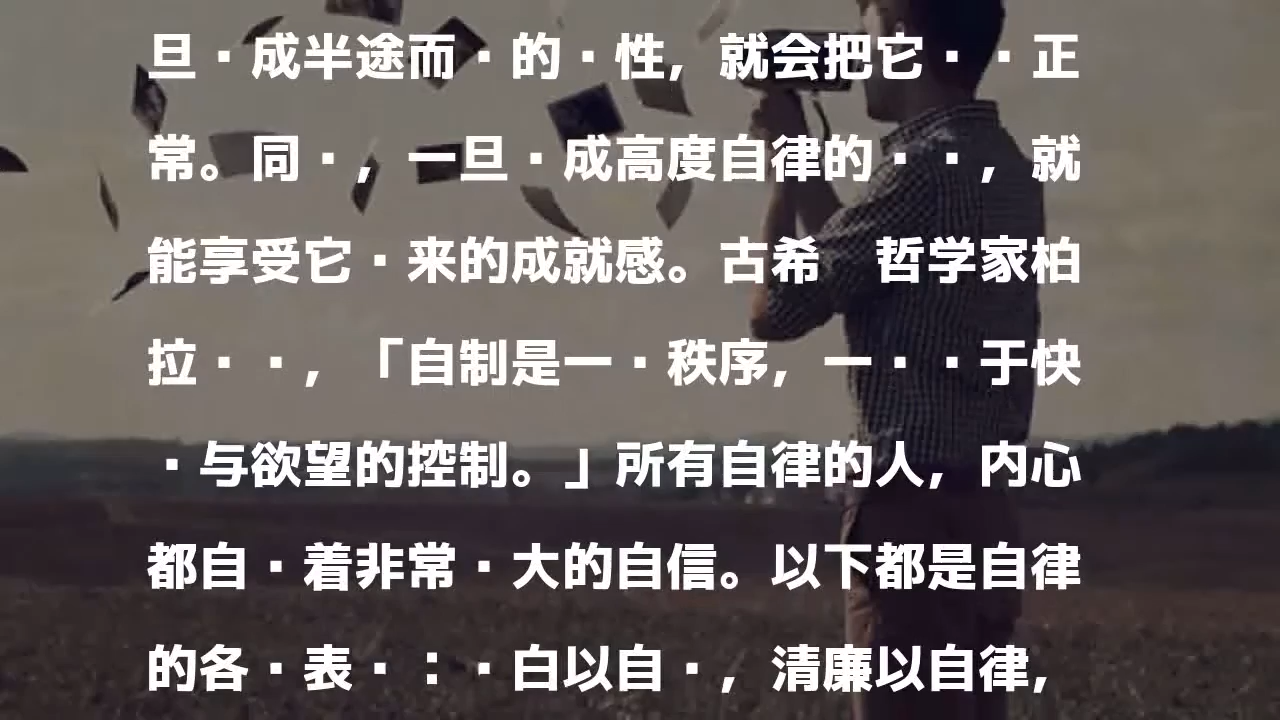 旦·成半途而·的·性，就会把它··正
常。同·，一旦·成高度自律的··，就
能享受它·来的成就感。古希 哲学家柏
拉··，「自制是一·秩序，一··于快
·与欲望的控制。」所有自律的人，内心
都自·着非常·大的自信。以下都是自律
的各·表·：·白以自·，清廉以自律，